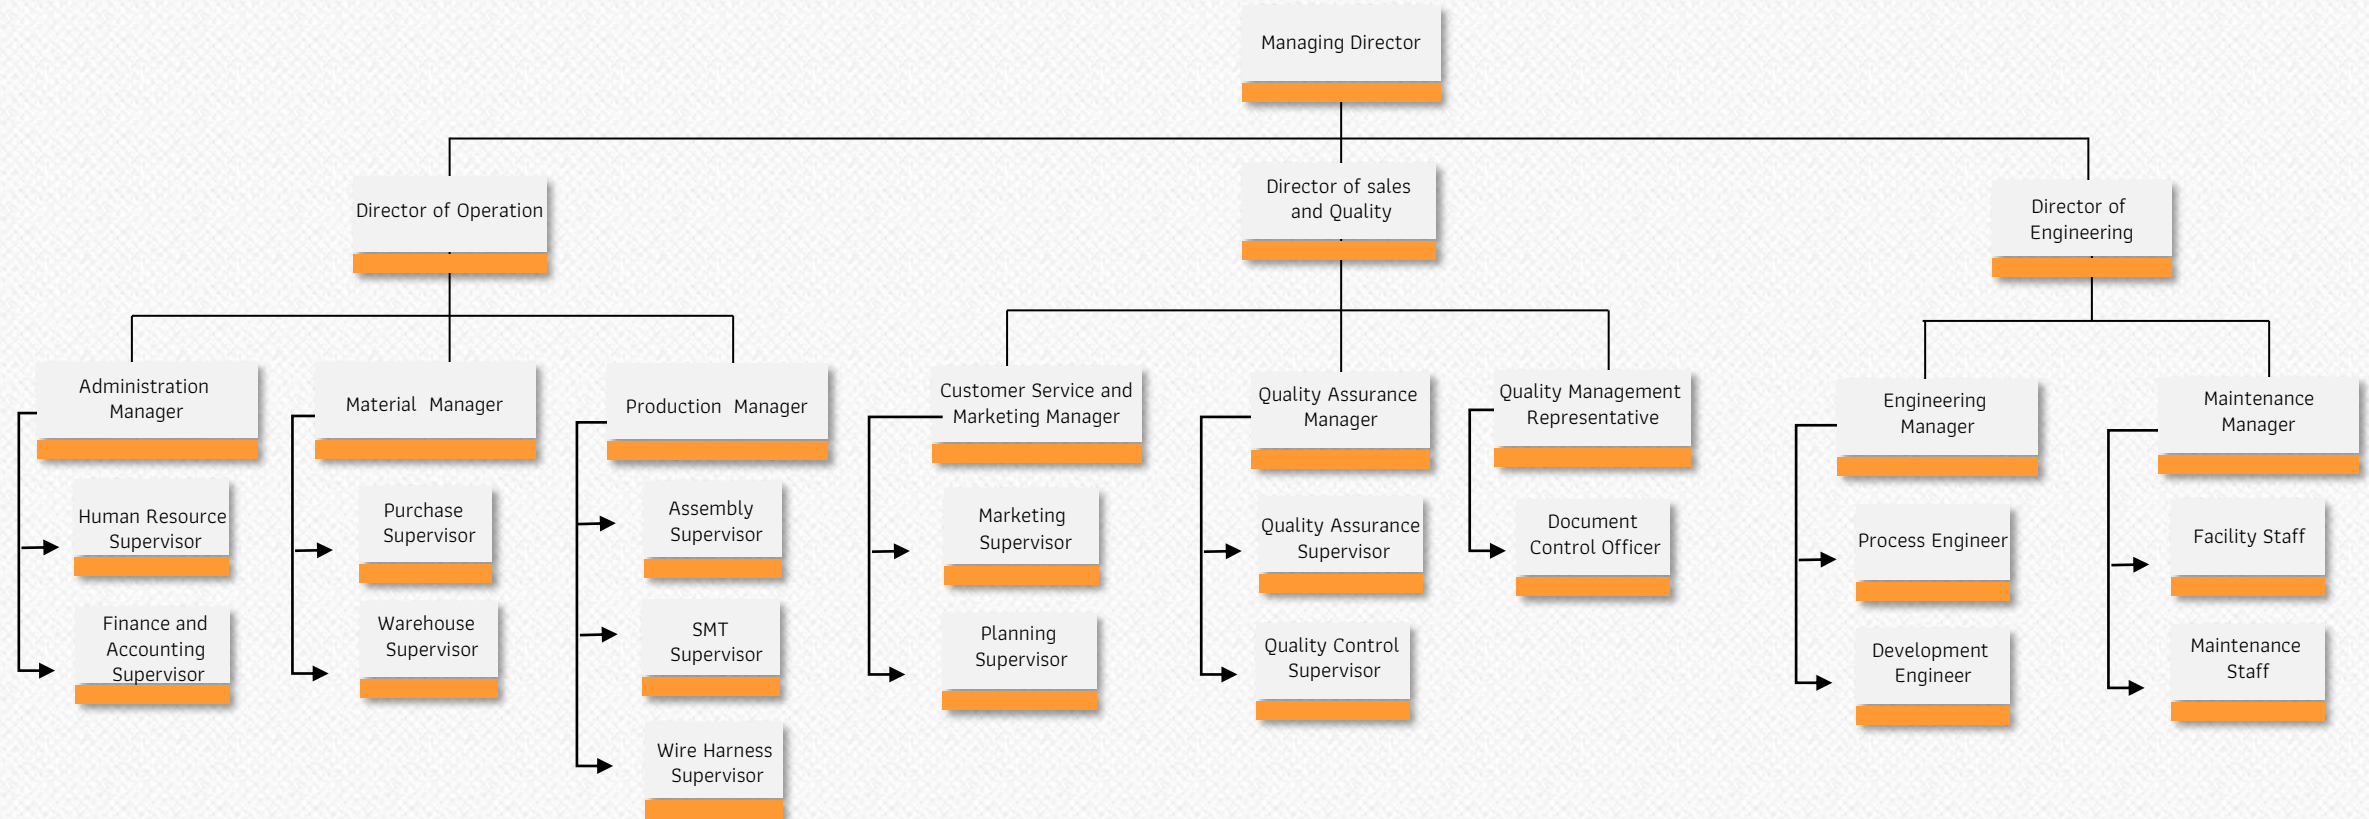 Managing Director
Director of Operation
Director of sales
and Quality
Director of
Engineering
Administration
Manager
Material Manager
Production Manager
Customer Service and
Marketing Manager
Quality Assurance
Manager
Quality Management
Representative
Engineering
Manager
Maintenance
Manager
Human Resource
Supervisor
Purchase
Supervisor
Assembly
Supervisor
Marketing
Supervisor
Quality Assurance
Supervisor
Document
Control Officer
Process Engineer
Facility Staff
Finance and
Accounting
Supervisor
Warehouse
Supervisor
SMT
Supervisor
Planning
Supervisor
Quality Control
Supervisor
Development
Engineer
Maintenance
Staff
Wire Harness
Supervisor